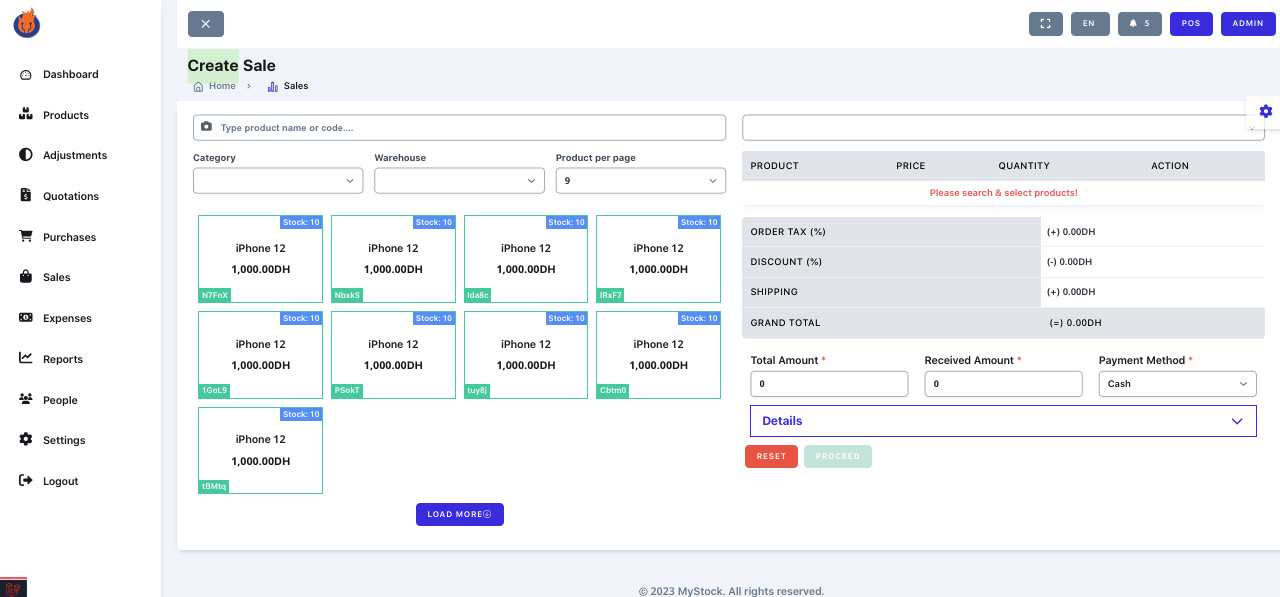 EN
5
POS
ADMIN
Dashboard
Products
Adjustments
Quotations
Purchases
Sales
Expenses
Reports
People
Settings
Logout
Create Sale
Home > Sales
Type product name or code....
Category
Warehouse
Product per page
9
Stock: 10
iPhone 12
1,000.00DH
N7FnX
Stock: 10
iPhone 12
1,000.00DH
NbxkS
Stock: 10
iPhone 12
1,000.00DH
Ida8c
Stock: 10
iPhone 12
1,000.00DH
IRxF7
Stock: 10
iPhone 12
1,000.00DH
1GoL9
Stock: 10
iPhone 12
1,000.00DH
PSokT
Stock: 10
iPhone 12
1,000.00DH
tuy8j
Stock: 10
iPhone 12
1,000.00DH
Cbtm0
Stock: 10
iPhone 12
1,000.00DH
tBMtq
LOAD MORE
PRODUCT PRICE QUANTITY ACTION
Please search & select products!
ORDER TAX (%) (+) 0.00DH
DISCOUNT (%) (-) 0.00DH
SHIPPING (+) 0.00DH
GRAND TOTAL (=) 0.00DH
Total Amount *
0
Received Amount *
0
Payment Method *
Cash
Details
RESET
PROCEED
© 2023 MyStock. All rights reserved.